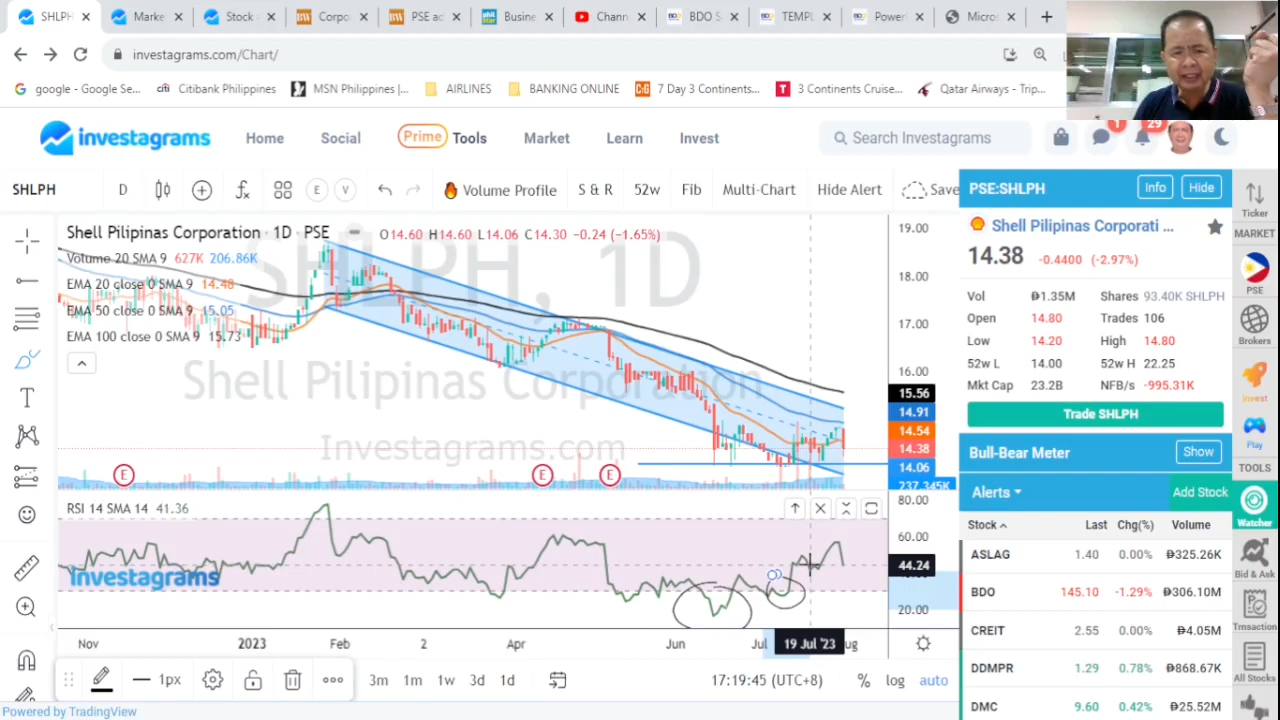 SHLPH
Marke
Stock
Corpo
PSE ac
Busine
Chann
BDO S
TEMPL
Power
Micros
investagrams.com/Chart/
google - Google Se...
Citibank Philippines
MSN Philippines |...
AIRLINES
BANKING ONLINE
7 Day 3 Continents...
3 Continents Cruise...
Qatar Airways - Trip...
investagrams
Home
Social
Prime Tools
Market
Learn
Invest
Search Investagrams
1
29
SHLPH
D
E
V
Volume Profile
S & R
52w
Fib
Multi-Chart
Hide Alert
Save
PSE:SHLPH
Info
Hide
Ticker
MARKET
PSE
Brokers
Invest
Play
TOOLS
Watcher
Bid & Ask
Trnsaction
All Stocks
SHLPH, 1D
Shell Pilipinas Corporation
Investagrams.com
Shell Pilipinas Corporation · 1D · PSE
O14.60 H14.60 L14.06 C14.30 -0.24 (-1.65%)
Volume 20 SMA 9 627K 206.86K
EMA 20 close 0 SMA 9 14.48
EMA 50 close 0 SMA 9 15.05
EMA 100 close 0 SMA 9 15.73
19.00
18.00
17.00
16.00
15.56
14.91
14.54
14.38
14.06
237.345K
E
E
E
RSI 14 SMA 14 41.36
investagrams
80.00
60.00
44.24
20.00
Nov
2023
Feb
2
Apr
Jun
Jul
19 Jul '23
ug
1px
3m
1m
1w
3d
1d
17:19:45 (UTC+8)
%
log
auto
Powered by TradingView
Shell Pilipinas Corporati ...
14.38 -0.4400 (-2.97%)
Vol ₱1.35M Shares 93.40K SHLPH
Open 14.80 Trades 106
Low 14.20 High 14.80
52w L 14.00 52w H 22.25
Mkt Cap 23.2B NFB/s -995.31K
Trade SHLPH
Bull-Bear Meter
Show
Alerts
Add Stock
Stock Last Chg(%) Volume
ASLAG 1.40 0.00% ₱325.26K
BDO 145.10 -1.29% ₱306.10M
CREIT 2.55 0.00% ₱4.05M
DDMPR 1.29 0.78% ₱868.67K
DMC 9.60 0.42% ₱25.52M